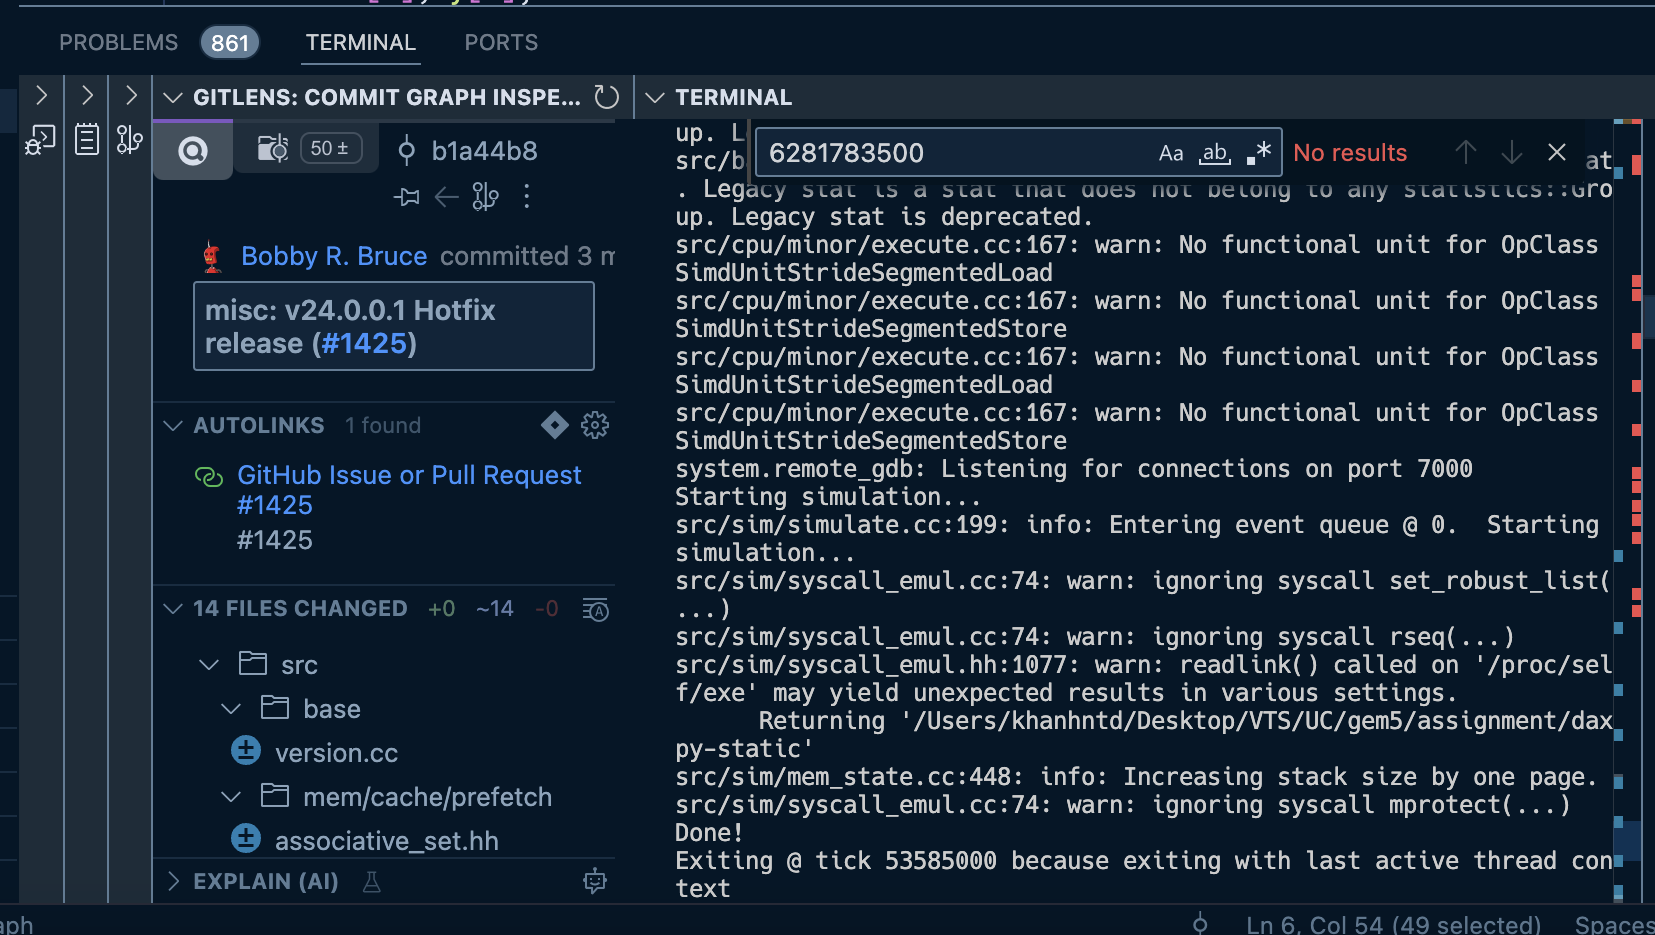 PROBLEMS 861 TERMINAL PORTS
GITLENS: COMMIT GRAPH INSPE...
50 ±
b1a44b8
Bobby R. Bruce committed 3 m
misc: v24.0.0.1 Hotfix
release (#1425)
AUTOLINKS 1 found
GitHub Issue or Pull Request
#1425
#1425
14 FILES CHANGED +0 ~14 -0
src
base
version.cc
mem/cache/prefetch
associative_set.hh
EXPLAIN (AI)
TERMINAL
6281783500
Aa ab .* No results
up. L
src/b at
. Legacy stat is a stat that does not belong to any statistics::Gro
up. Legacy stat is deprecated.
src/cpu/minor/execute.cc:167: warn: No functional unit for OpClass
SimdUnitStrideSegmentedLoad
src/cpu/minor/execute.cc:167: warn: No functional unit for OpClass
SimdUnitStrideSegmentedStore
src/cpu/minor/execute.cc:167: warn: No functional unit for OpClass
SimdUnitStrideSegmentedLoad
src/cpu/minor/execute.cc:167: warn: No functional unit for OpClass
SimdUnitStrideSegmentedStore
system.remote_gdb: Listening for connections on port 7000
Starting simulation...
src/sim/simulate.cc:199: info: Entering event queue @ 0.  Starting
simulation...
src/sim/syscall_emul.cc:74: warn: ignoring syscall set_robust_list(
...)
src/sim/syscall_emul.cc:74: warn: ignoring syscall rseq(...)
src/sim/syscall_emul.hh:1077: warn: readlink() called on '/proc/sel
f/exe' may yield unexpected results in various settings.
      Returning '/Users/khanhntd/Desktop/VTS/UC/gem5/assignment/dax
py-static'
src/sim/mem_state.cc:448: info: Increasing stack size by one page.
src/sim/syscall_emul.cc:74: warn: ignoring syscall mprotect(...)
Done!
Exiting @ tick 53585000 because exiting with last active thread con
text
aph
Ln 6, Col 54 (49 selected) Spaces